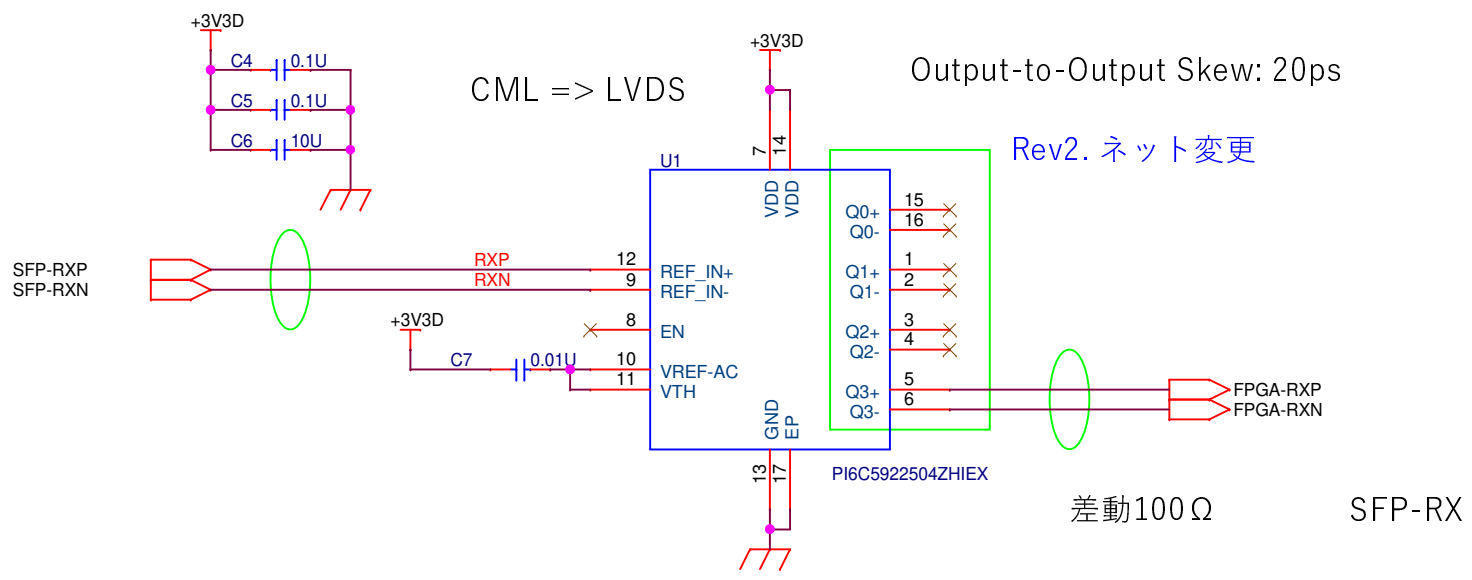 +3V3D
C4 0.1U
C5 0.1U
C6 10U
CML => LVDS
+3V3D
Output-to-Output Skew: 20ps
Rev2. ネット変更
U1
7
14
VDD
VDD
SFP-RXP
SFP-RXN
RXP
RXN
12 REF_IN+
9 REF_IN-
8 EN
+3V3D
C7 0.01U
10 VREF-AC
11 VTH
Q0+ 15
Q0- 16
Q1+ 1
Q1- 2
Q2+ 3
Q2- 4
Q3+ 5
Q3- 6
FPGA-RXP
FPGA-RXN
GND
EP
13
17
PI6C5922504ZHIEX
差動100Ω
SFP-RX